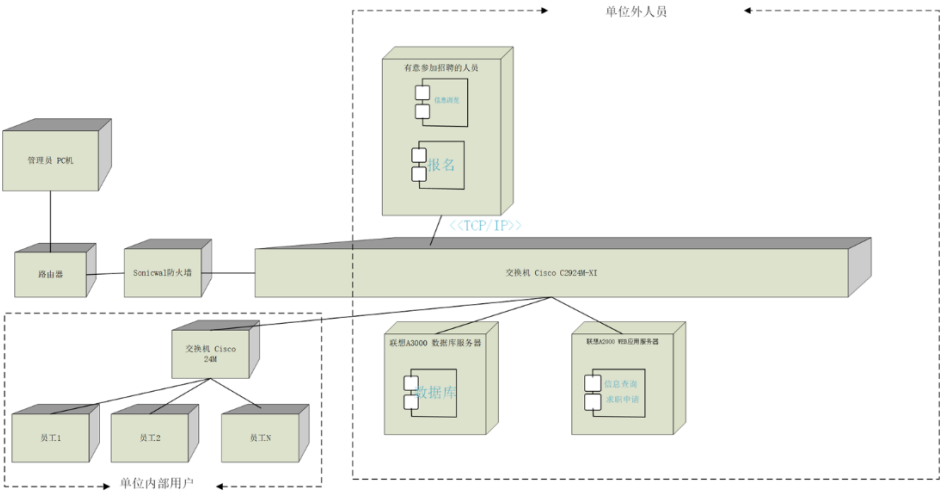 单位外人员
有意参加招聘的人员
信息浏览
报名
管理员 PC机
<<TCP/IP>>
路由器
Sonicwal防火墙
交换机 Cisco C2924M-XI
交换机 Cisco
24M
联想A3000 数据库服务器
数据库
联想A2000 WEB应用服务器
信息查询
求职申请
员工1
员工2
员工N
单位内部用户